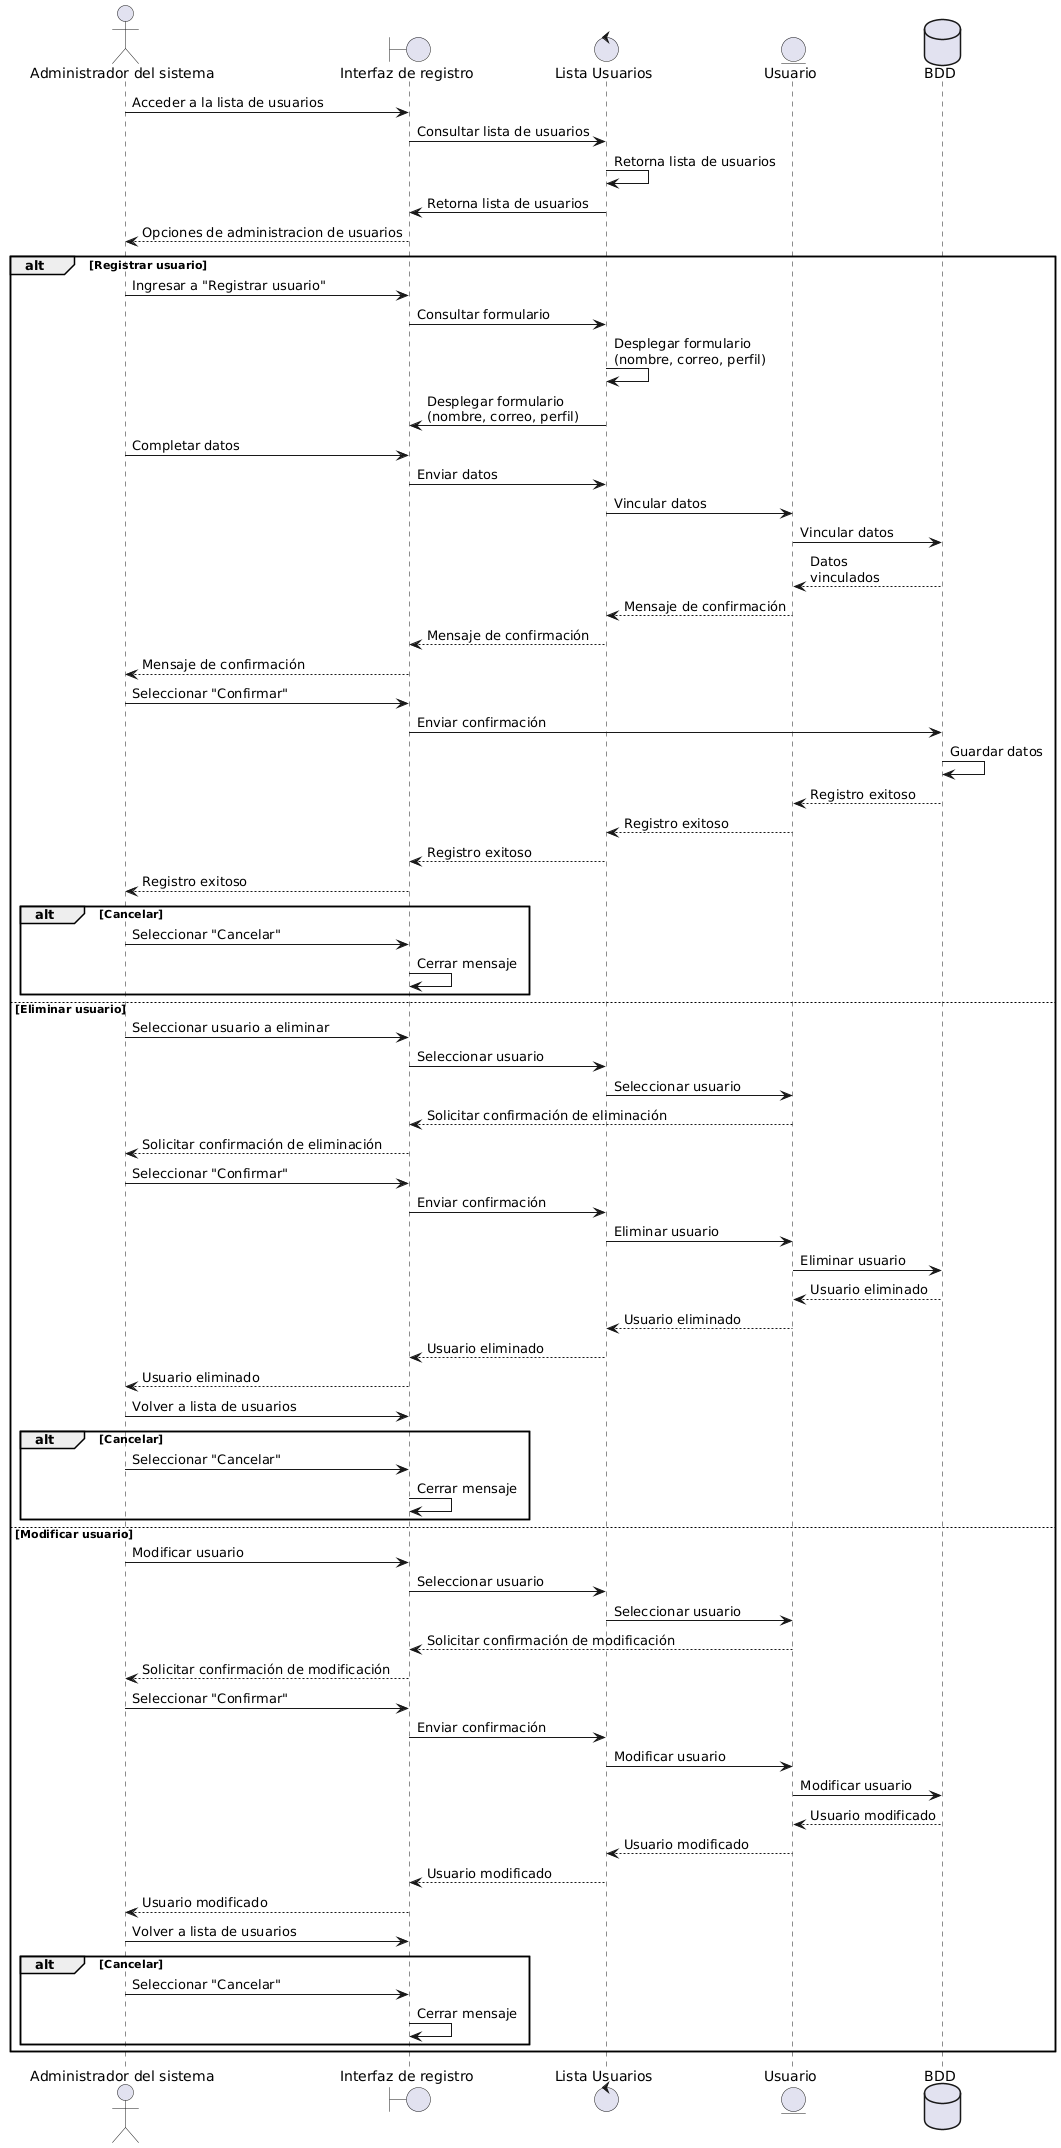 Administrador del sistema
Interfaz de registro
Lista Usuarios
Usuario
BDD
Acceder a la lista de usuarios
Consultar lista de usuarios
Retorna lista de usuarios
Retorna lista de usuarios
Opciones de administracion de usuarios
alt [Registrar usuario]
Ingresar a "Registrar usuario"
Consultar formulario
Desplegar formulario
(nombre, correo, perfil)
Desplegar formulario
(nombre, correo, perfil)
Completar datos
Enviar datos
Vincular datos
Vincular datos
Datos
vinculados
Mensaje de confirmación
Mensaje de confirmación
Mensaje de confirmación
Seleccionar "Confirmar"
Enviar confirmación
Guardar datos
Registro exitoso
Registro exitoso
Registro exitoso
Registro exitoso
alt [Cancelar]
Seleccionar "Cancelar"
Cerrar mensaje
[Eliminar usuario]
Seleccionar usuario a eliminar
Seleccionar usuario
Seleccionar usuario
Solicitar confirmación de eliminación
Solicitar confirmación de eliminación
Seleccionar "Confirmar"
Enviar confirmación
Eliminar usuario
Eliminar usuario
Usuario eliminado
Usuario eliminado
Usuario eliminado
Usuario eliminado
Volver a lista de usuarios
alt [Cancelar]
Seleccionar "Cancelar"
Cerrar mensaje
[Modificar usuario]
Modificar usuario
Seleccionar usuario
Seleccionar usuario
Solicitar confirmación de modificación
Solicitar confirmación de modificación
Seleccionar "Confirmar"
Enviar confirmación
Modificar usuario
Modificar usuario
Usuario modificado
Usuario modificado
Usuario modificado
Usuario modificado
Volver a lista de usuarios
alt [Cancelar]
Seleccionar "Cancelar"
Cerrar mensaje
Administrador del sistema
Interfaz de registro
Lista Usuarios
Usuario
BDD